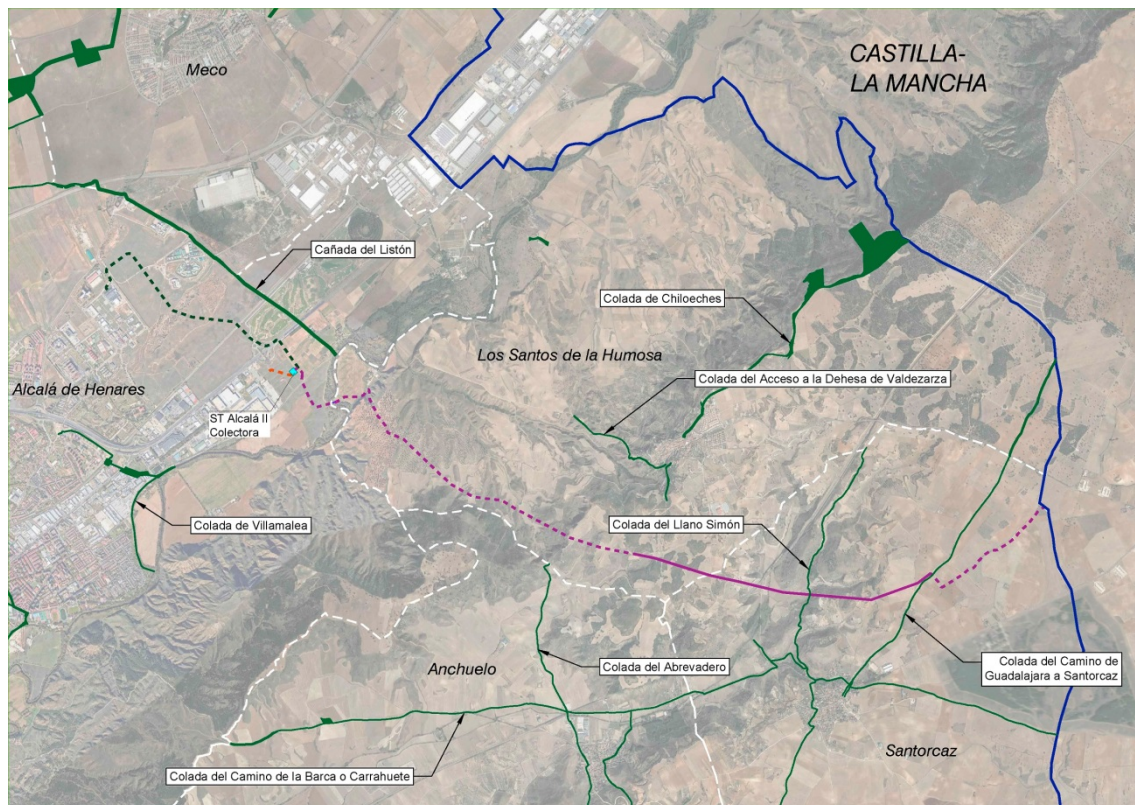 CASTILLA-
LA MANCHA
Meco
Cañada del Listón
Colada de Chiloeches
Los Santos de la Humosa
Colada del Acceso a la Dehesa de Valdezarza
Alcalá de Henares
ST Alcalá II
Colectora
Colada de Villamalea
Colada del Llano Simón
Anchuelo
Colada del Abrevadero
Colada del Camino de
Guadalajara a Santorcaz
Santorcaz
Colada del Camino de la Barca o Carrahuete